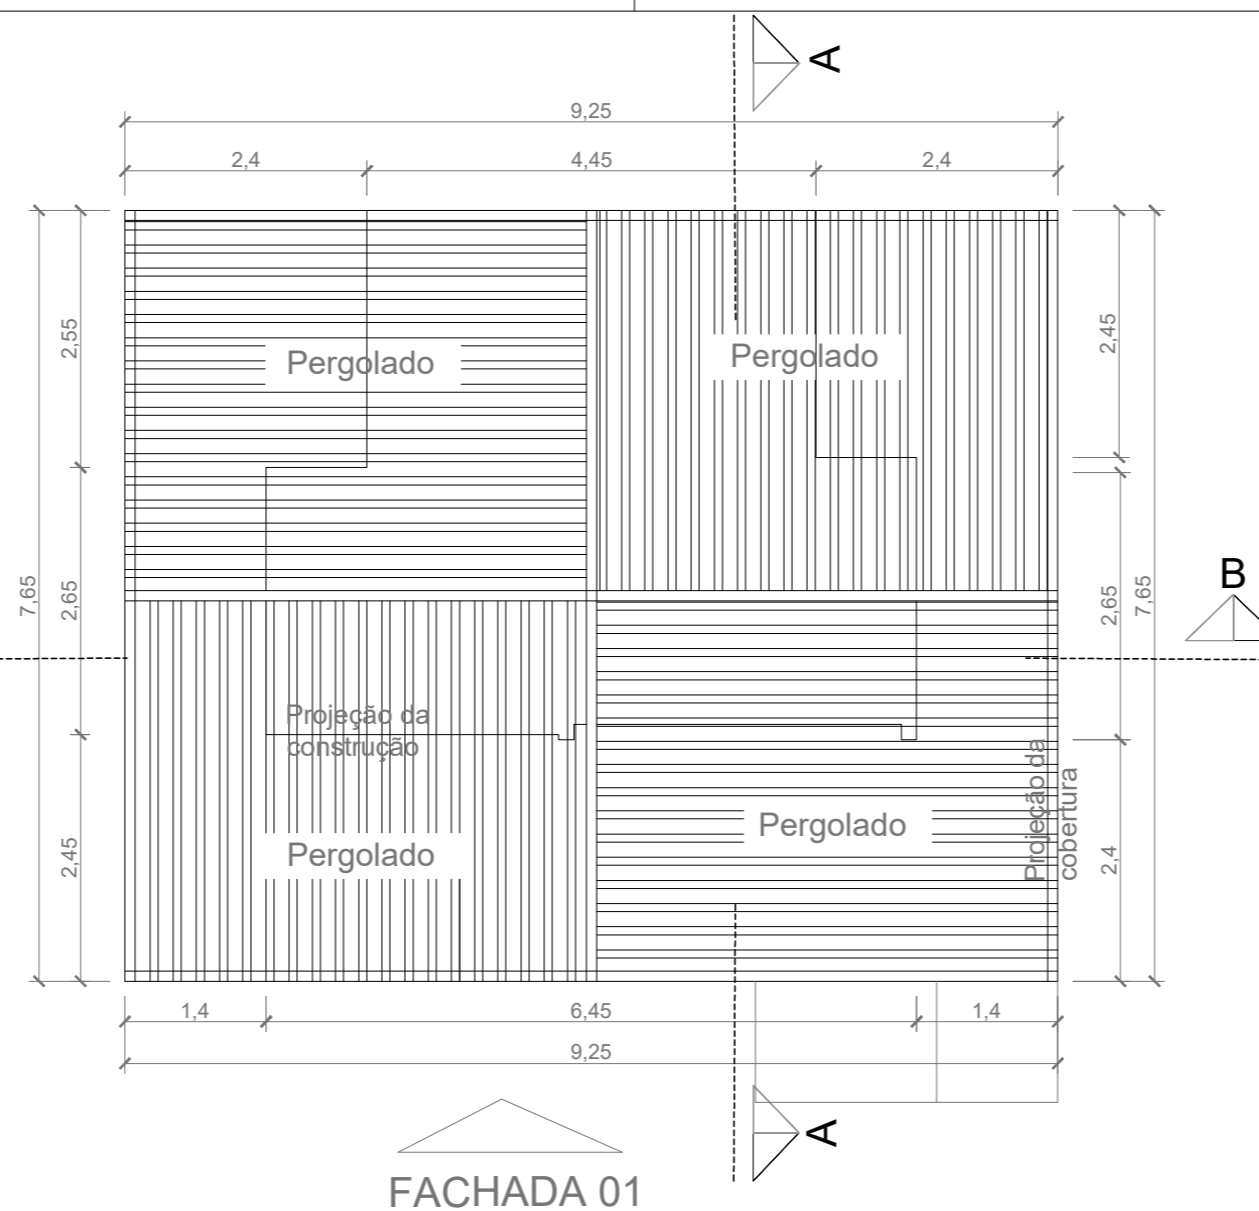 A
9,25
2,4
4,45
2,4
2,55
2,45
Pergolado
Pergolado
7,65
2,65
2,65
7,65
B
Projeção da
construção
Projeção da
cobertura
Pergolado
Pergolado
2,45
2,4
1,4
6,45
1,4
9,25
A
FACHADA 01